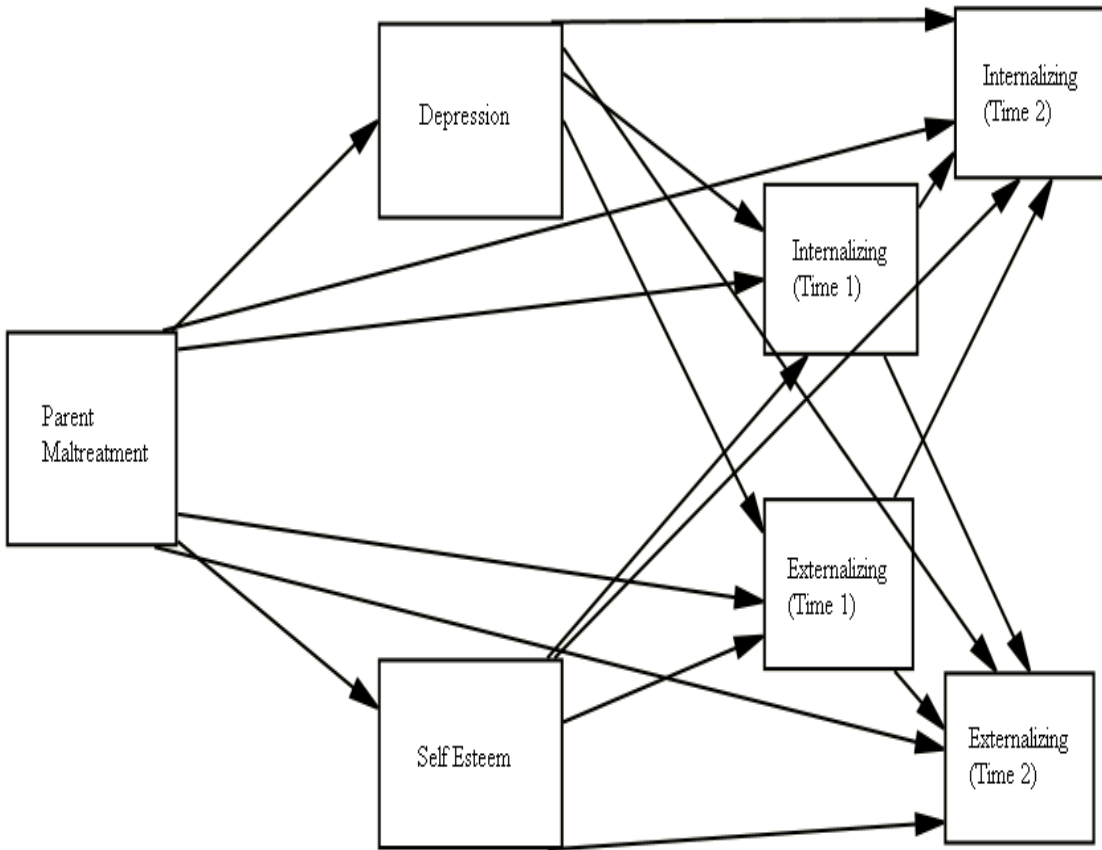 Depression
Internalizing
(Time 2)
Internalizing
(Time 1)
Parent
Maltreatment
Externalizing
(Time 1)
Self Esteem
Externalizing
(Time 2)